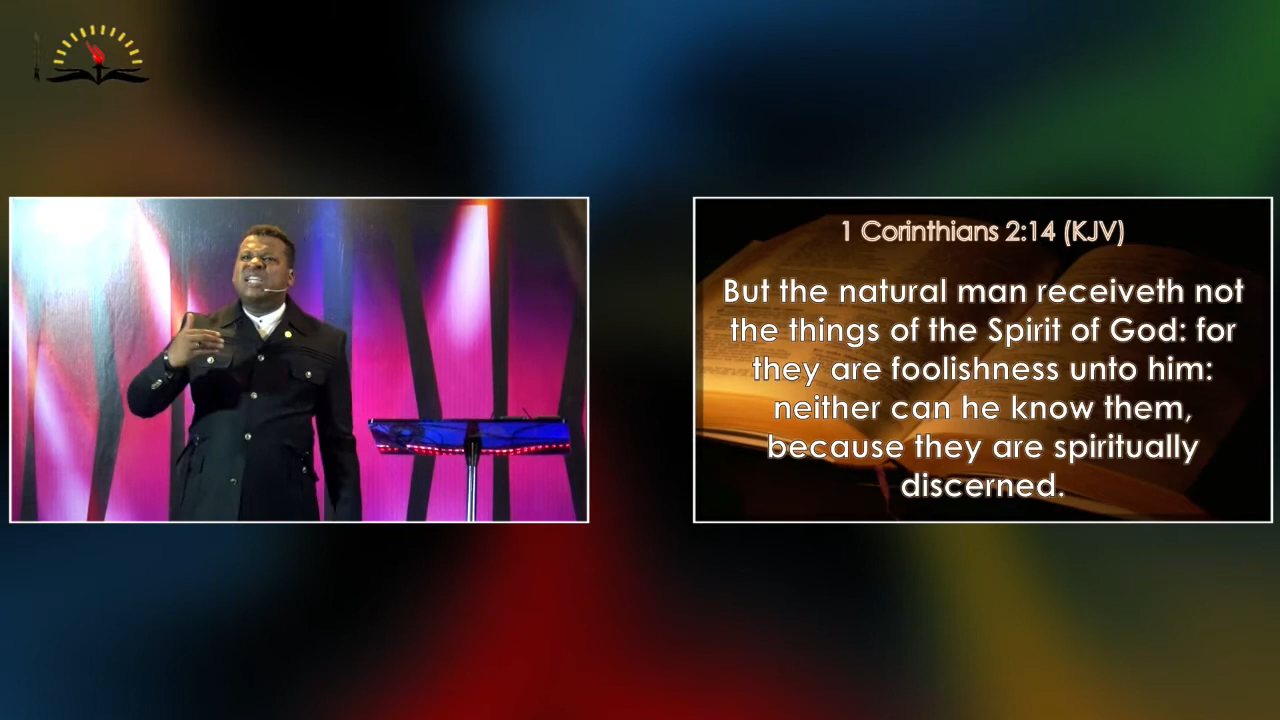 1 Corinthians 2:14 (KJV)
But the natural man receiveth not
the things of the Spirit of God: for
they are foolishness unto him:
neither can he know them,
because they are spiritually
discerned.